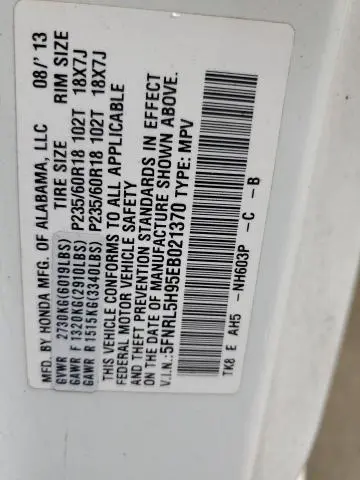 MFD. BY HONDA MFG. OF ALABAMA, LLC 08/'13
GVWR 2730KG(6019LBS) TIRE SIZE RIM SIZE
GAWR F 1320KG(2910LBS) P235/60R18 102T 18X7J
GAWR R 1515KG(3340LBS) P235/60R18 102T 18X7J
THIS VEHICLE CONFORMS TO ALL APPLICABLE
FEDERAL MOTOR VEHICLE SAFETY
AND THEFT PREVENTION STANDARDS IN EFFECT
ON THE DATE OF MANUFACTURE SHOWN ABOVE.
V.I.N.:5FNRL5H95EB021370 TYPE: MPV
TK8 E AH5 -NH603P -C -B